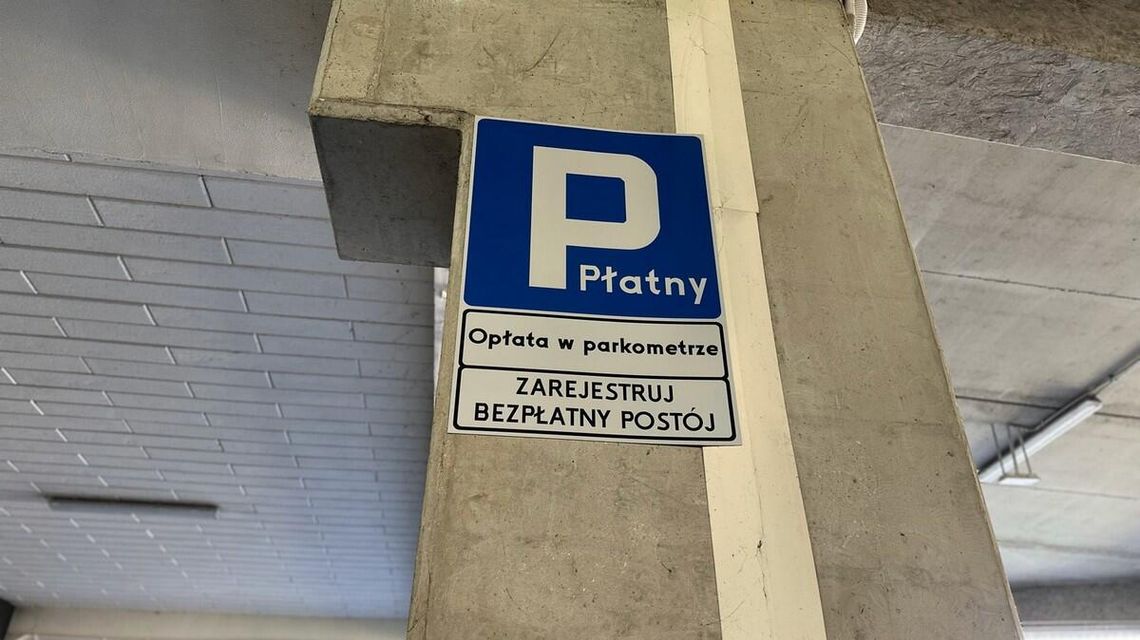 P
Płatny
Opłata w parkometrze
ZAREJESTRUJ
BEZPŁATNY POSTÓJ